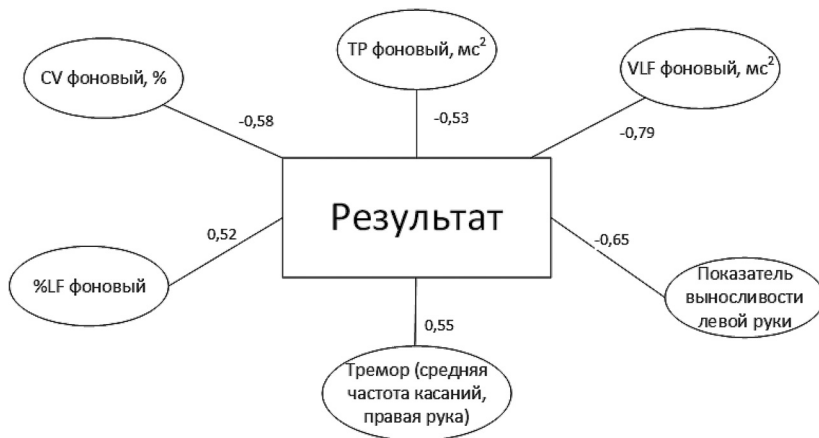 TP фоновый, мс²
CV фоновый, %
VLF фоновый, мс²
-0,58
-0,53
-0,79
Результат
0,52
-0,65
%LF фоновый
Показатель
выносливости
левой руки
0,55
Тремор (средняя
частота касаний,
правая рука)